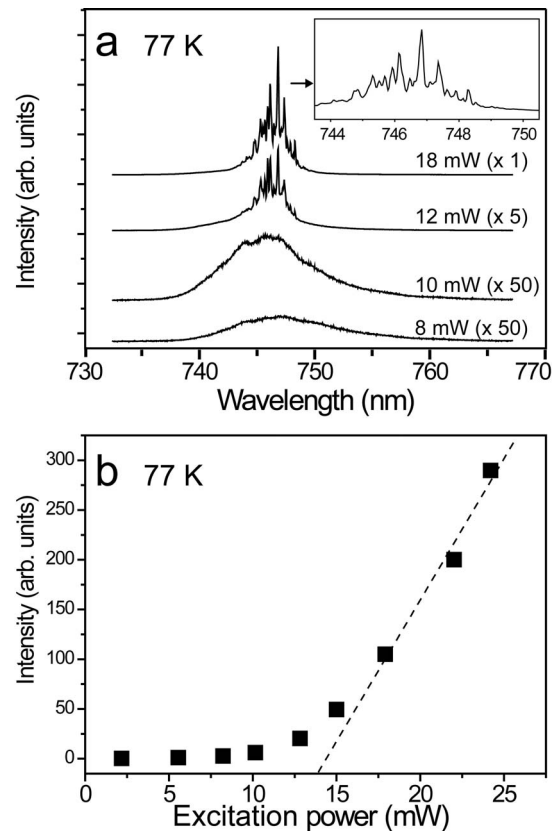 a 77 K
744 746 748 750
18 mW (x 1)
12 mW (x 5)
10 mW (x 50)
8 mW (x 50)
Intensity (arb. units)
730 740 750 760 770
Wavelength (nm)
b 77 K
300
250
200
150
100
50
0
Intensity (arb. units)
0 5 10 15 20 25
Excitation power (mW)